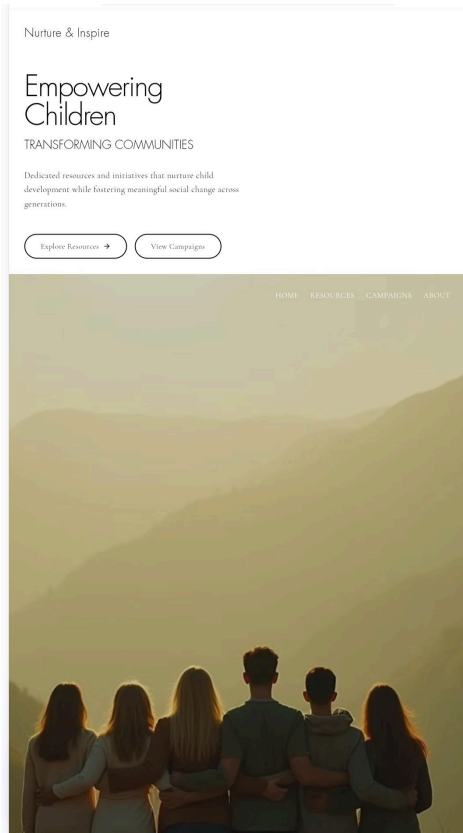 Nurture & Inspire
Empowering
Children
TRANSFORMING COMMUNITIES
Dedicated resources and initiatives that nurture child
development while fostering meaningful social change across
generations.
Explore Resources →
View Campaigns
HOME RESOURCES CAMPAIGNS ABOUT